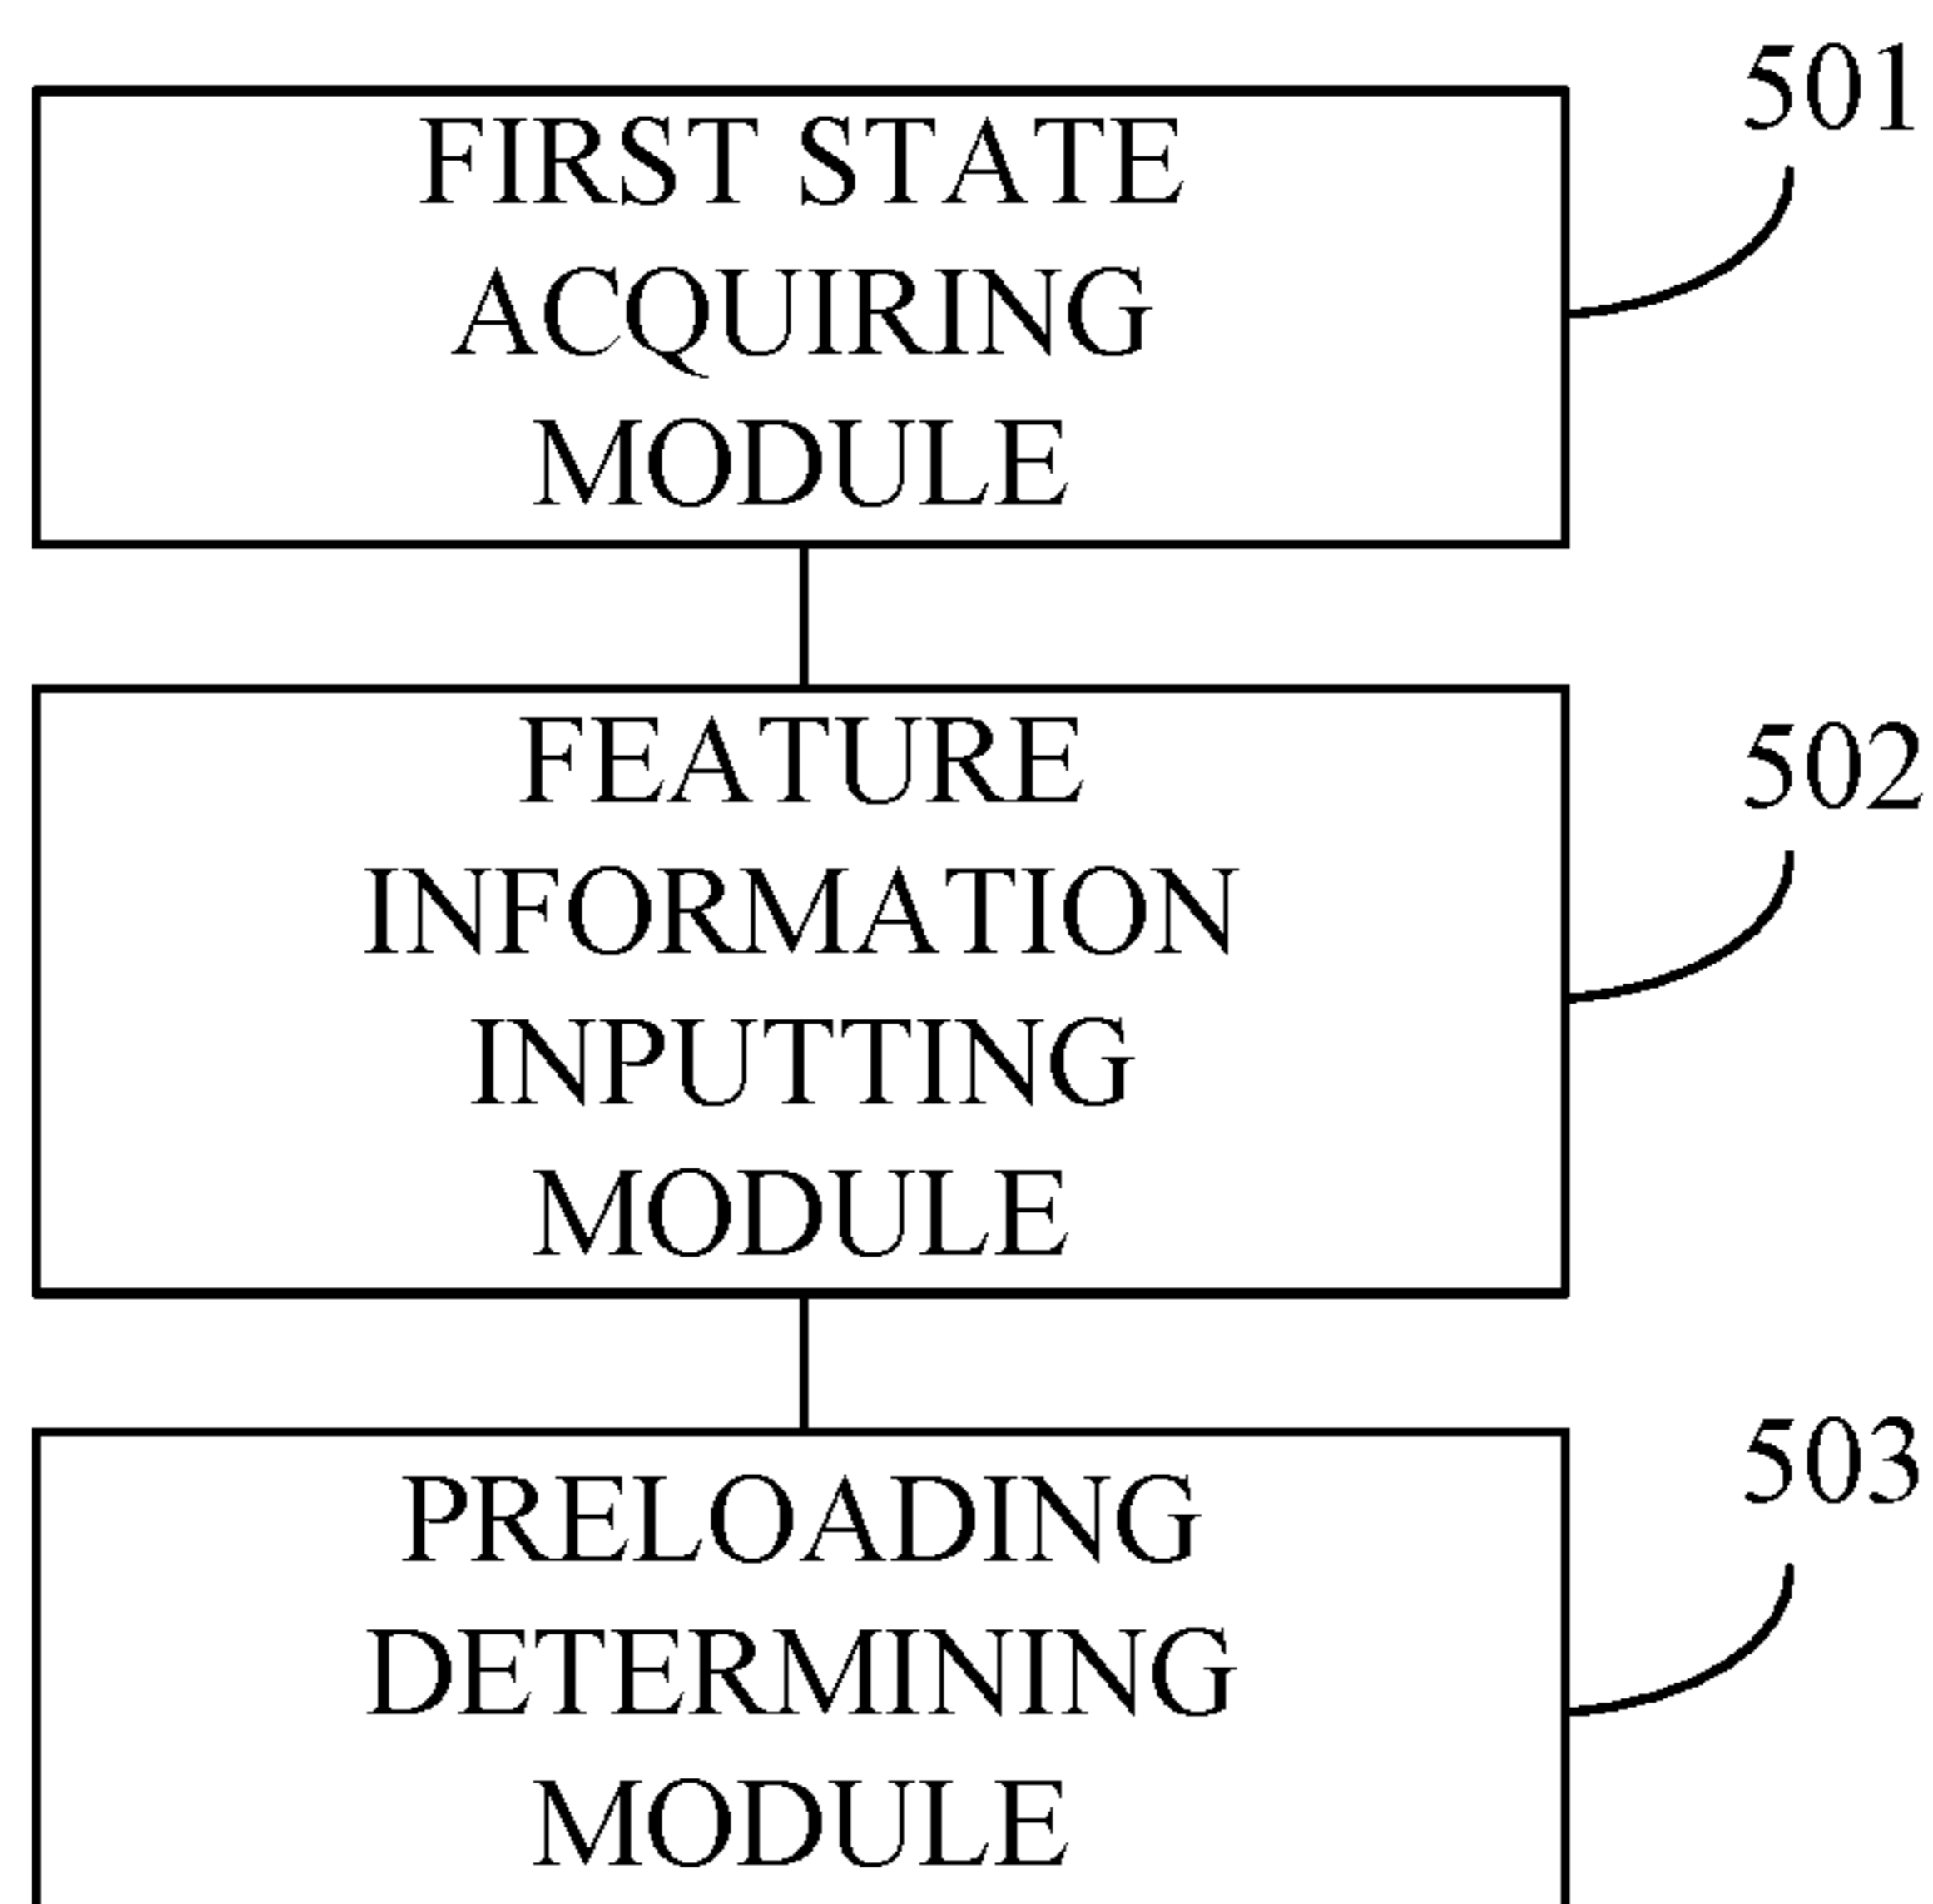 501
FIRST STATE
ACQUIRING
MODULE
502
FEATURE
INFORMATION
INPUTTING
MODULE
503
PRELOADING
DETERMINING
MODULE